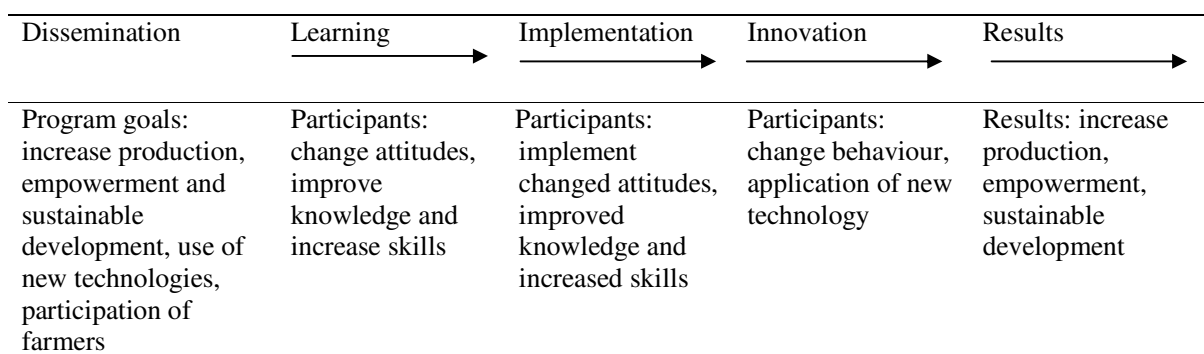 Dissemination
Learning
Implementation
Innovation
Results
Program goals:
increase production,
empowerment and
sustainable
development, use of
new technologies,
participation of
farmers
Participants:
change attitudes,
improve
knowledge and
increase skills
Participants:
implement
changed attitudes,
improved
knowledge and
increased skills
Participants:
change behaviour,
application of new
technology
Results: increase
production,
empowerment,
sustainable
development